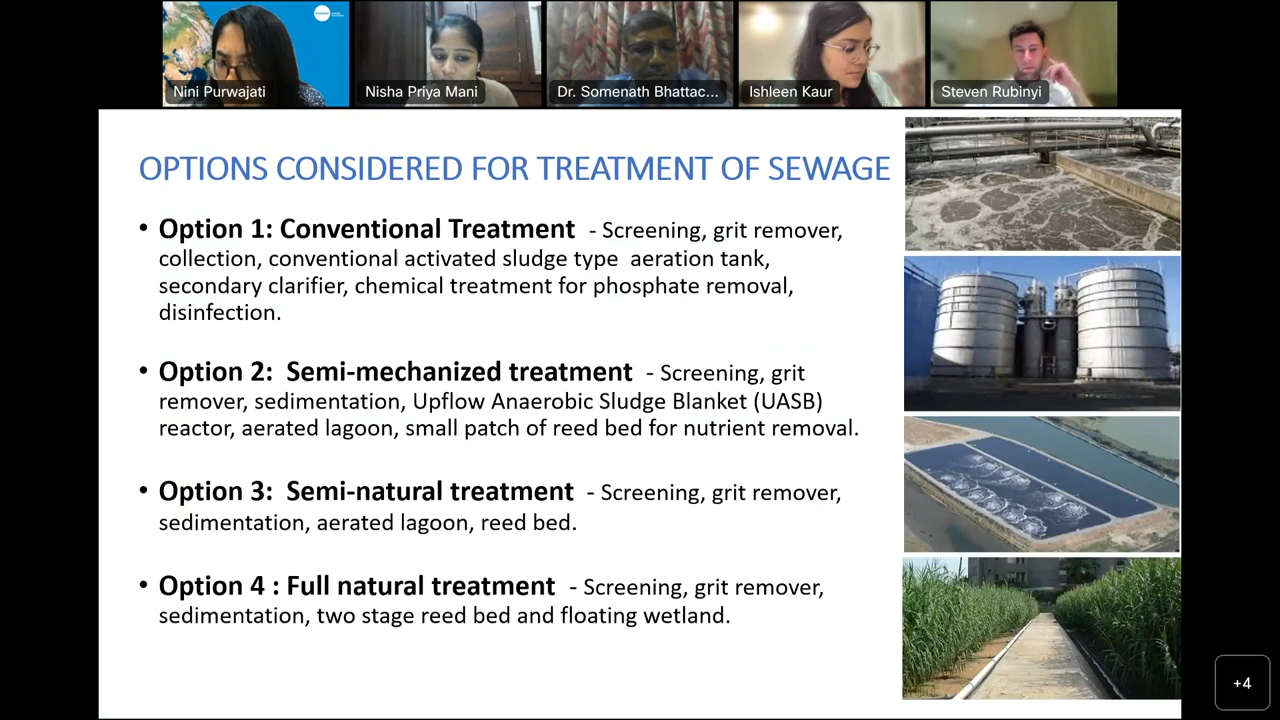 Nini Purwajati
Nisha Priya Mani
Dr. Somenath Bhattac...
Ishleen Kaur
Steven Rubinyi
OPTIONS CONSIDERED FOR TREATMENT OF SEWAGE
• Option 1: Conventional Treatment - Screening, grit remover,
collection, conventional activated sludge type aeration tank,
secondary clarifier, chemical treatment for phosphate removal,
disinfection.
• Option 2: Semi-mechanized treatment - Screening, grit
remover, sedimentation, Upflow Anaerobic Sludge Blanket (UASB)
reactor, aerated lagoon, small patch of reed bed for nutrient removal.
• Option 3: Semi-natural treatment - Screening, grit remover,
sedimentation, aerated lagoon, reed bed.
• Option 4 : Full natural treatment - Screening, grit remover,
sedimentation, two stage reed bed and floating wetland.
+4